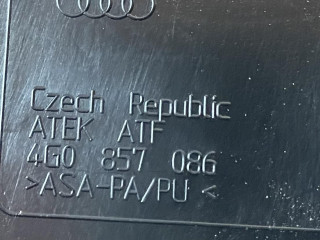 Czech Republic
ATEK ATF
4G0 857 086
>ASA-PA/PU <